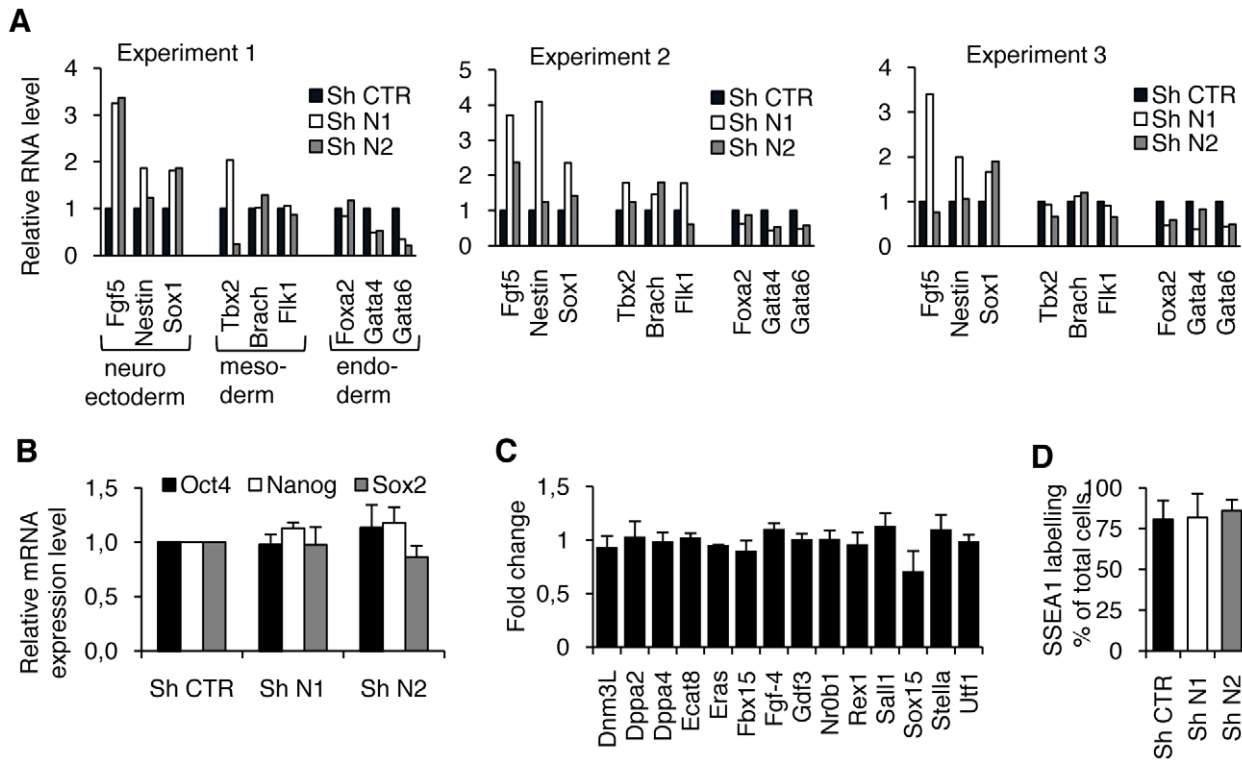 A
Experiment 1
Relative RNA level
4
3
2
1
0
Sh CTR
Sh N1
Sh N2
Fgf5
Nestin
Sox1
Tbx2
Brach
Flk1
Foxa2
Gata4
Gata6
neuro
ectoderm
meso-
derm
endo-
derm
Experiment 2
5
4
3
2
1
0
Sh CTR
Sh N1
Sh N2
Fgf5
Nestin
Sox1
Tbx2
Brach
Flk1
Foxa2
Gata4
Gata6
Experiment 3
4
3
2
1
0
Sh CTR
Sh N1
Sh N2
Fgf5
Nestin
Sox1
Tbx2
Brach
Flk1
Foxa2
Gata4
Gata6
B
Relative mRNA
expression level
1,5
1,0
0,5
0,0
Oct4 Nanog Sox2
Sh CTR Sh N1 Sh N2
C
Fold change
1,5
1
0,5
0
Dnm3L
Dppa2
Dppa4
Ecat8
Eras
Fbx15
Fgf-4
Gdf3
Nr0b1
Rex1
Sall1
Sox15
Stella
Utf1
D
SSEA1 labelling
% of total cells
100
75
50
25
0
Sh CTR
Sh N1
Sh N2